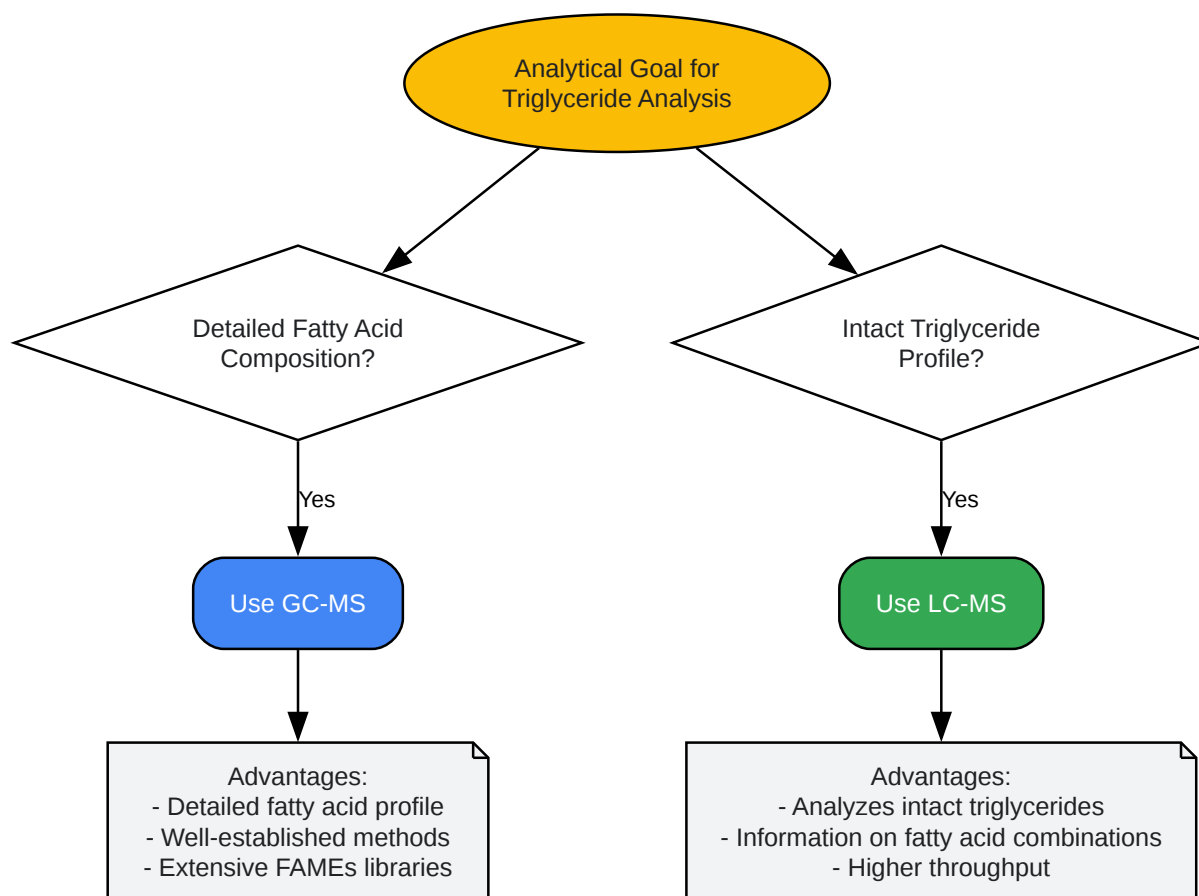 Analytical Goal for
Triglyceride Analysis
Detailed Fatty Acid
Composition?
Intact Triglyceride
Profile?
Yes
Yes
Use GC-MS
Use LC-MS
Advantages:
- Detailed fatty acid profile
- Well-established methods
- Extensive FAMEs libraries
Advantages:
- Analyzes intact triglycerides
- Information on fatty acid combinations
- Higher throughput